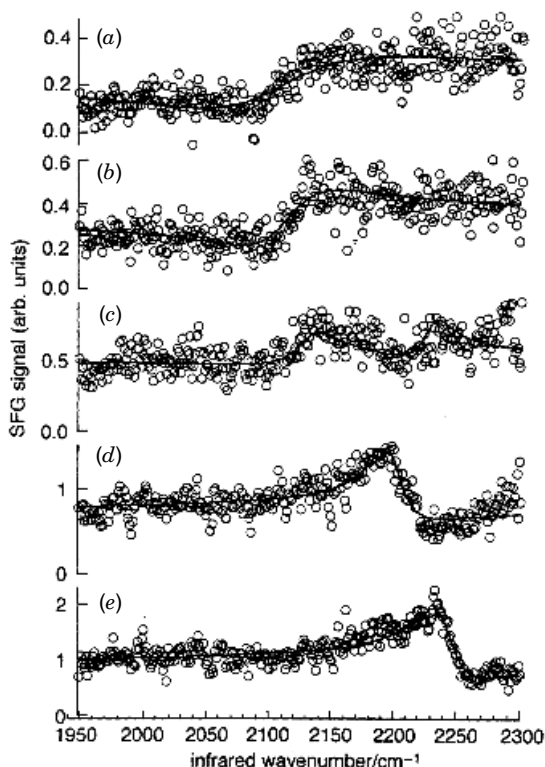 (a)
0.4
0.2
0.0
(b)
0.6
0.4
0.2
0.0
(c)
0.5
0.0
(d)
1
0
(e)
2
1
0
SFG signal (arb. units)
1950 2000 2050 2100 2150 2200 2250 2300
infrared wavenumber/cm⁻¹